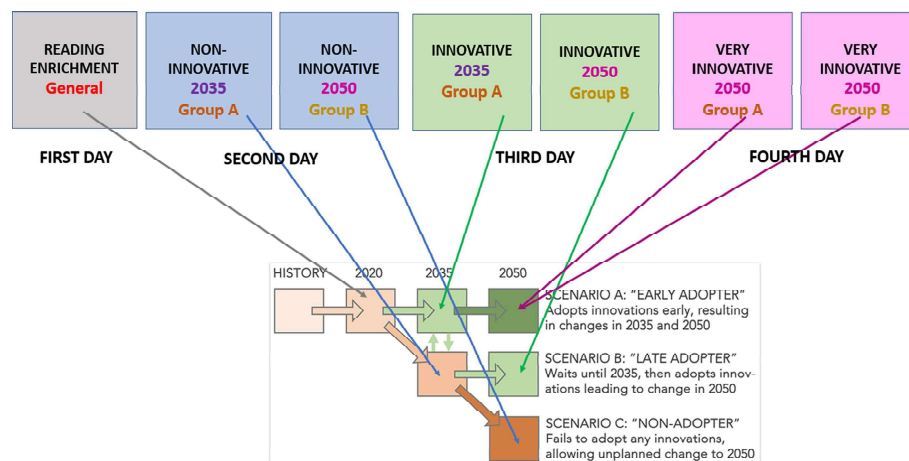 READING
ENRICHMENT
General
NON-
INNOVATIVE
2035
Group A
NON-
INNOVATIVE
2050
Group B
INNOVATIVE
2035
Group A
INNOVATIVE
2050
Group B
VERY
INNOVATIVE
2050
Group A
VERY
INNOVATIVE
2050
Group B
FIRST DAY
SECOND DAY
THIRD DAY
FOURTH DAY
HISTORY
2020
2035
2050
SCENARIO A: "EARLY ADOPTER"
Adopts innovations early, resulting
in changes in 2035 and 2050
SCENARIO B: "LATE ADOPTER"
Waits until 2035, then adopts innov-
ations leading to change in 2050
SCENARIO C: "NON-ADOPTER"
Fails to adopt any innovations,
allowing unplanned change to 2050